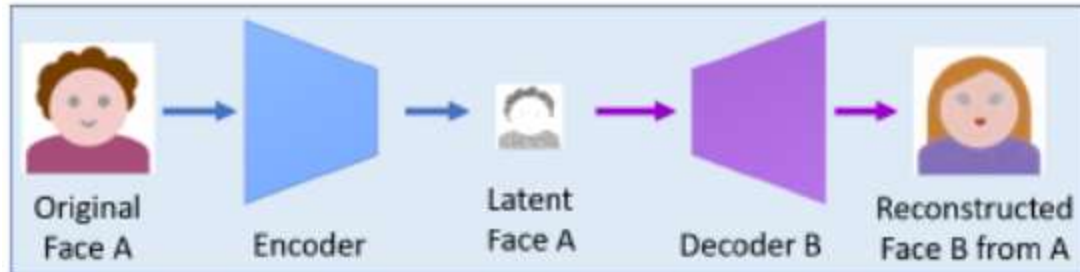 Original
Face A
Encoder
Latent
Face A
Decoder B
Reconstructed
Face B from A